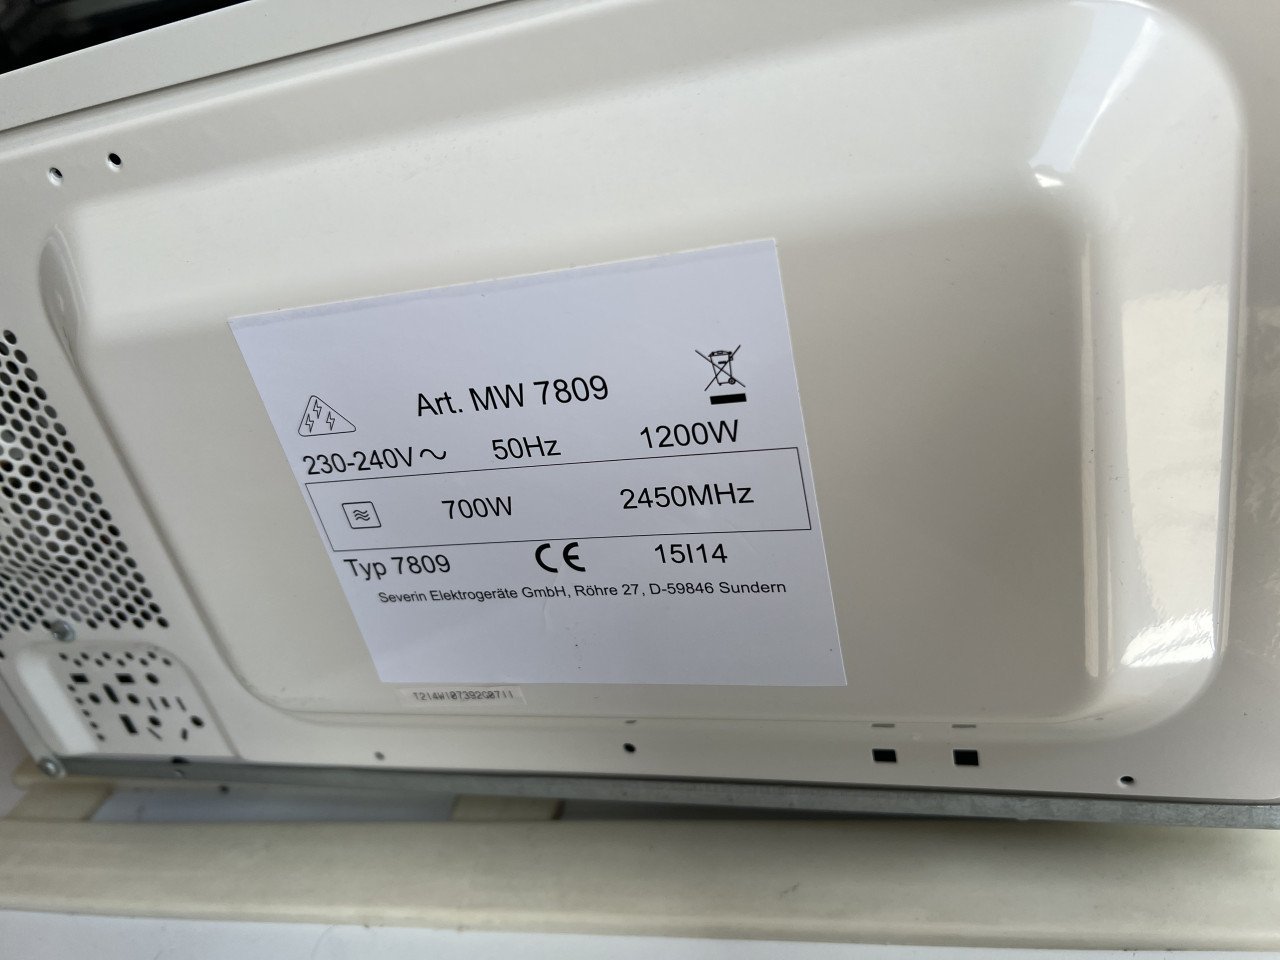 Art. MW 7809
230-240V~ 50Hz 1200W
700W 2450MHz
Typ 7809 CE 15I14
Severin Elektrogeräte GmbH, Röhre 27, D-59846 Sundern